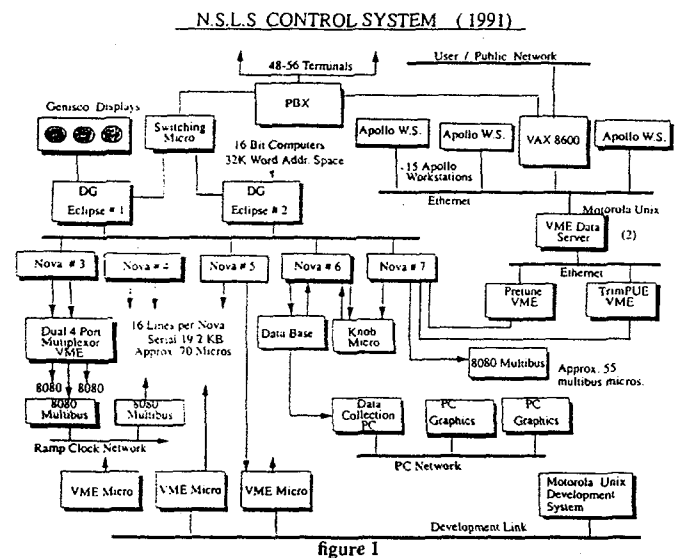 N.S.L.S CONTROL SYSTEM (1991)
48-56 Terminals
User / Public Network
PBX
Genisco Displays
Switching
Micro
16 Bit Computers
32K Word Addr. Space
Apollo W.S.
Apollo W.S.
VAX 8600
Apollo W.S.
15 Apollo
Workstations
DG
Eclipse # 1
DG
Eclipse # 2
Ethernet
Motorola Unix
VME Data
Server
(2)
Nova # 3
Nova # 4
Nova # 5
Nova # 6
Nova # 7
Ethernet
Pretune
VME
TrimPUE
VME
Dual 4 Port
Mutiplexor
VME
16 Lines per Nova
Serial 19.2 KB
Approx. 70 Micros
Data Base
Knob
Micro
8080 Multibus
Approx. 55
multibus micros.
8080
8080
8080
Multibus
8080
Multibus
Data
Collection
PC
PC
Graphics
PC
Graphics
Ramp Clock Network
PC Network
VME Micro
VME Micro
VME Micro
Motorola Unix
Development
System
Development Link
figure 1